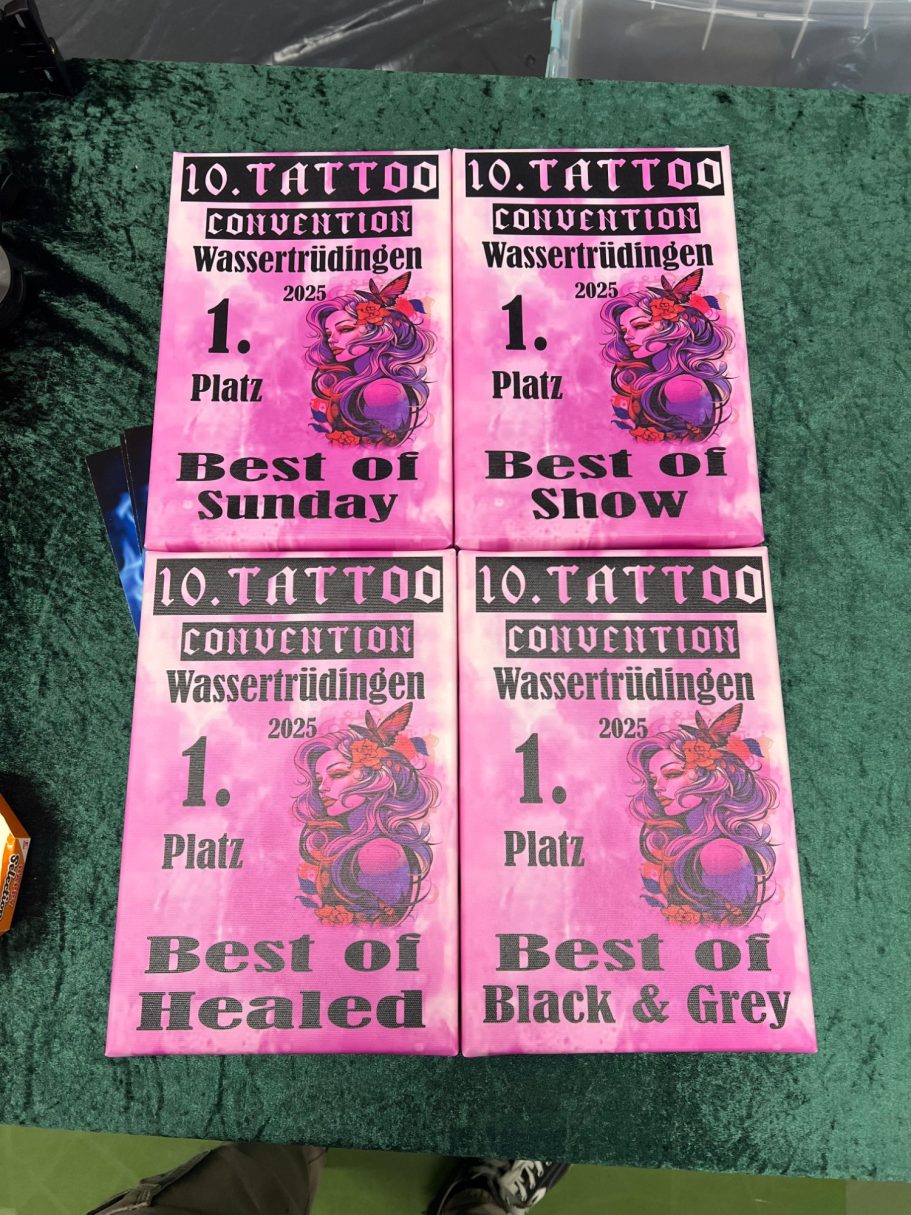 10.TATTOO
CONVENTION
Wassertrüdingen
2025
1.
Platz
Best of
Sunday
10.TATTOO
CONVENTION
Wassertrüdingen
2025
1.
Platz
Best of
Show
10.TATTOO
CONVENTION
Wassertrüdingen
2025
1.
Platz
Best of
Healed
10.TATTOO
CONVENTION
Wassertrüdingen
2025
1.
Platz
Best of
Black & Grey
Selection